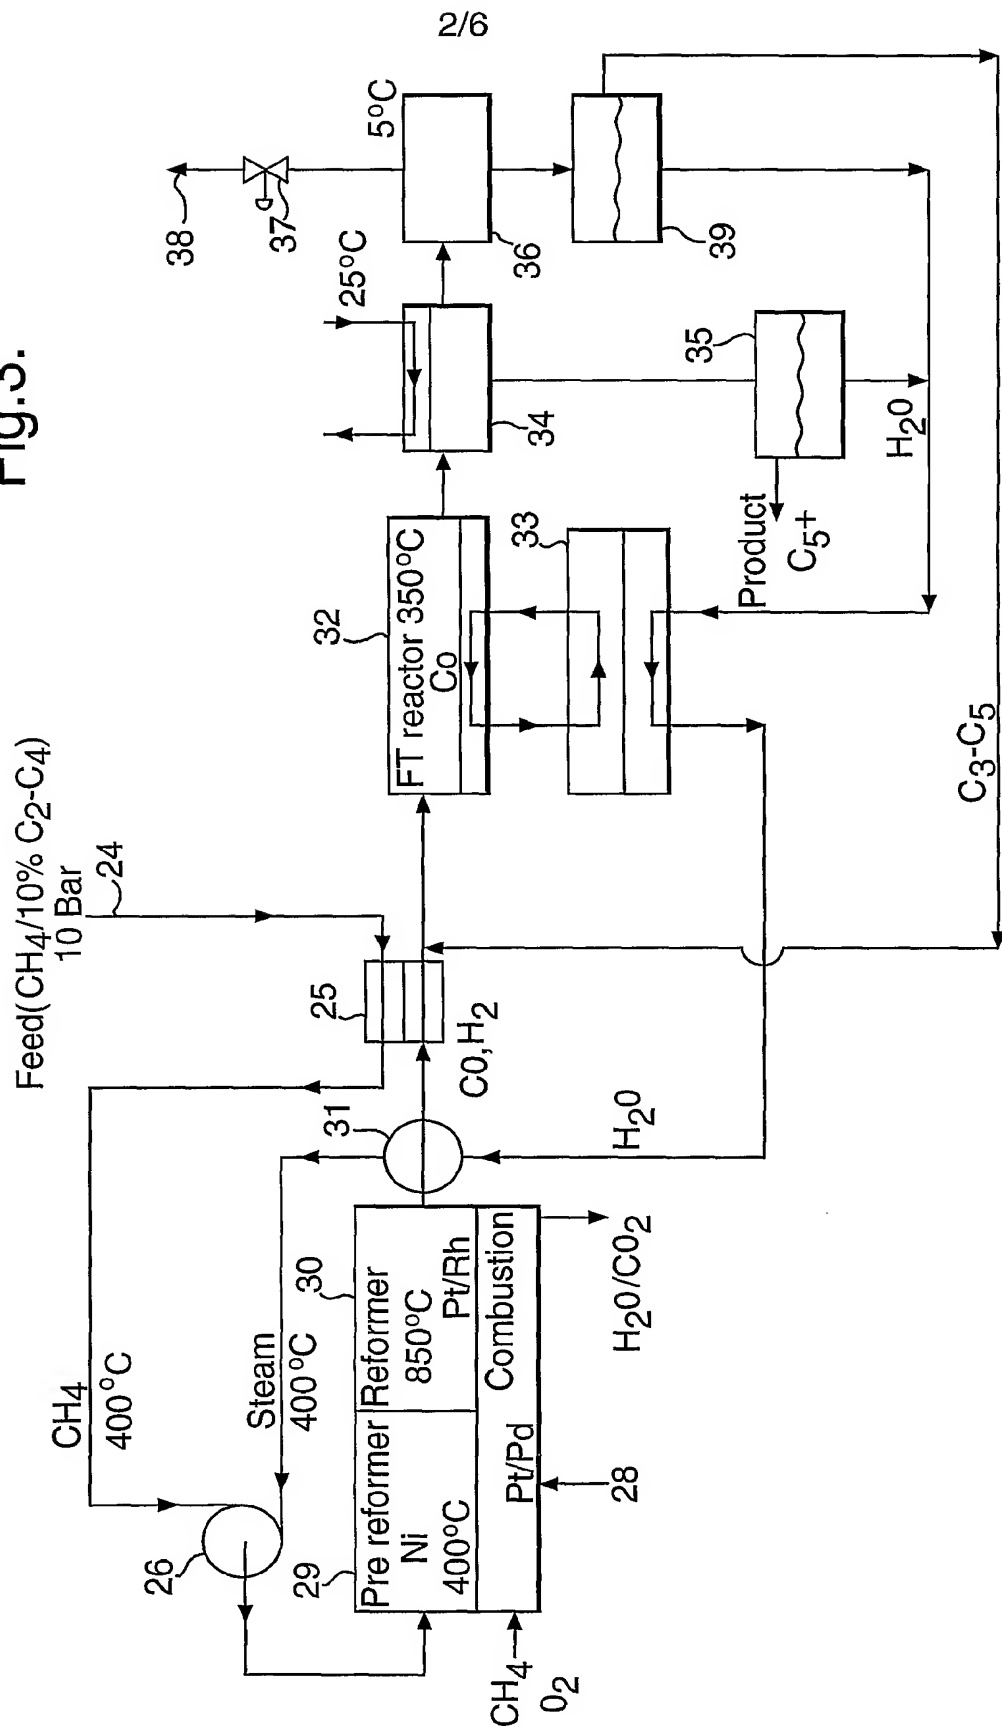 2/6
Fig.3.
Feed(CH4/10% C2-C4)
10 Bar
24
25
CH4
400°C
Steam
400°C
26
29
Pre reformer
Ni
400°C
30
Reformer
850°C
Pt/Rh
Combustion
Pt/Pd
28
CH4
O2
H2O/CO2
31
CO,H2
H2O
32
FT reactor 350°C
Co
33
34
25°C
35
Product
C5+
H2O
36
5°C
37
38
39
C3-C5